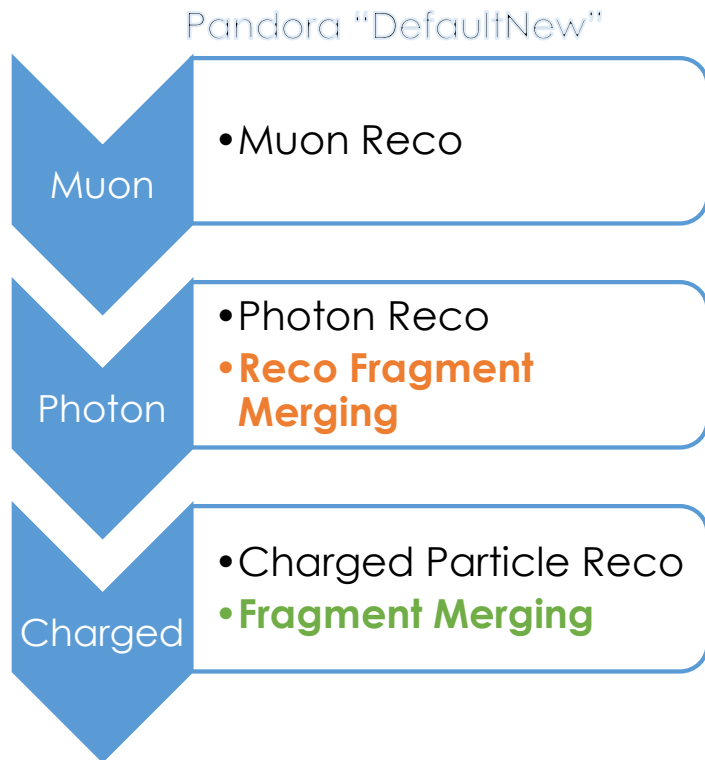 Pandora “DefaultNew”
Muon
•Muon Reco
Photon
•Photon Reco
•Reco Fragment
Merging
Charged
•Charged Particle Reco
•Fragment Merging